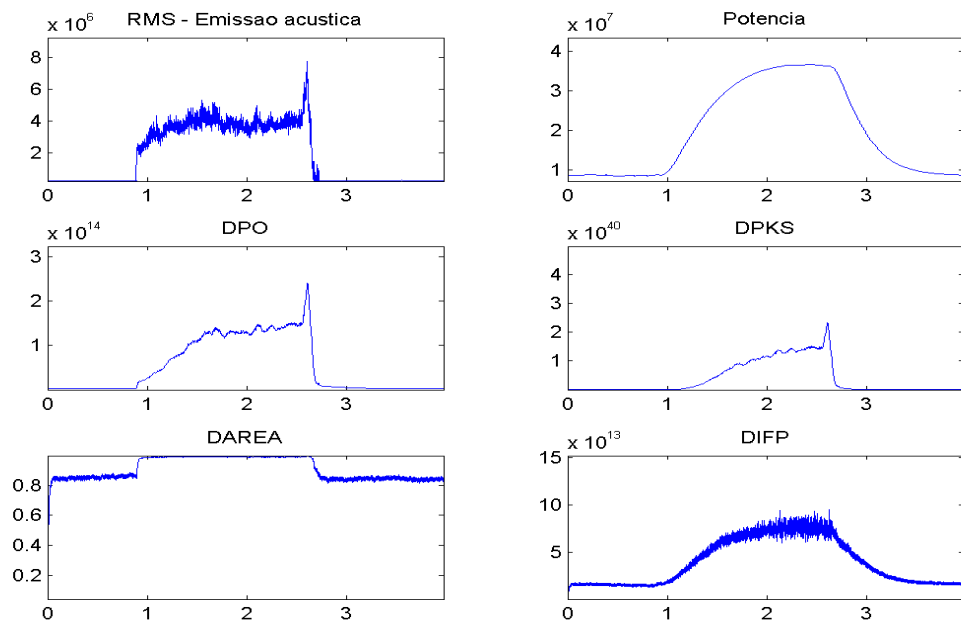 RMS - Emissao acustica
x 10^6
8
6
4
2
0 1 2 3
Potencia
x 10^7
4
3
2
1
0 1 2 3
DPO
x 10^14
3
2
1
0 1 2 3
DPKS
x 10^40
4
3
2
1
0 1 2 3
DAREA
0.8
0.6
0.4
0.2
0 1 2 3
DIFP
x 10^13
15
10
5
0 1 2 3